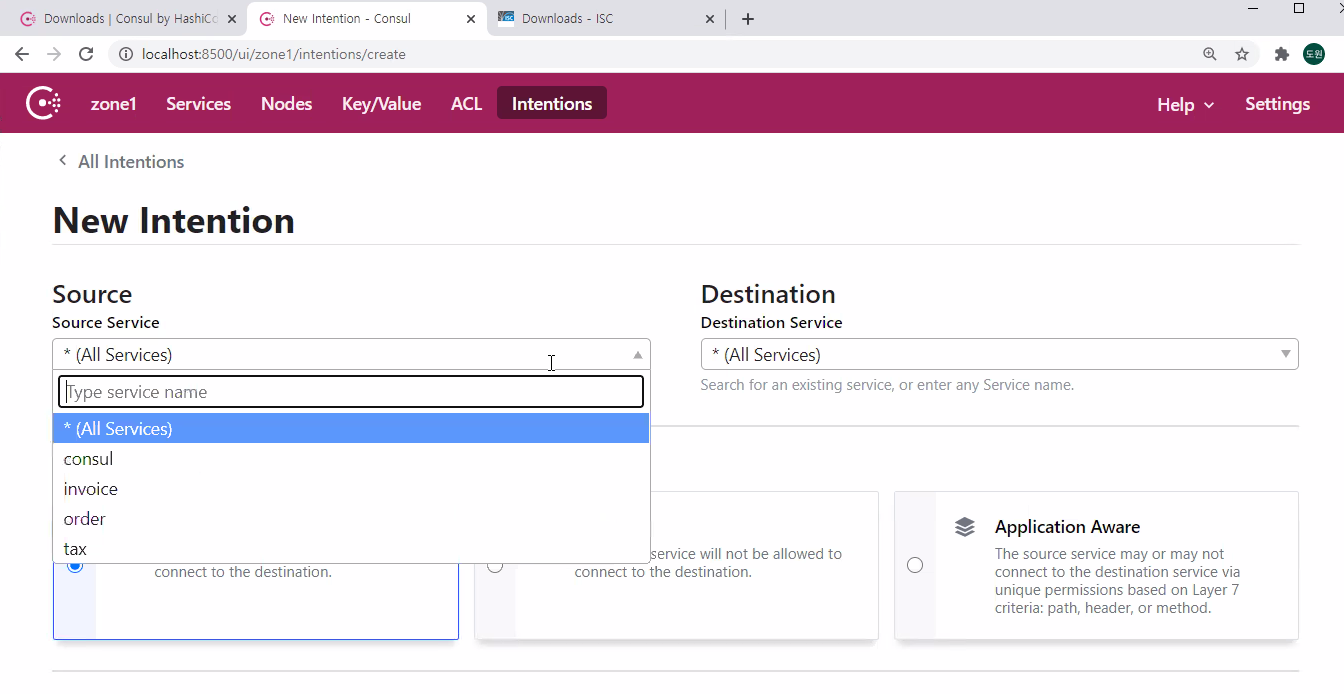 Downloads | Consul by HashiCo
New Intention - Consul
Downloads - ISC
localhost:8500/ui/zone1/intentions/create
도원
zone1
Services
Nodes
Key/Value
ACL
Intentions
Help
Settings
All Intentions
New Intention
Source
Source Service
* (All Services)
Type service name
* (All Services)
consul
invoice
order
tax
Destination
Destination Service
* (All Services)
Search for an existing service, or enter any Service name.
connect to the destination.
service will not be allowed to
connect to the destination.
Application Aware
The source service may or may not
connect to the destination service via
unique permissions based on Layer 7
criteria: path, header, or method.